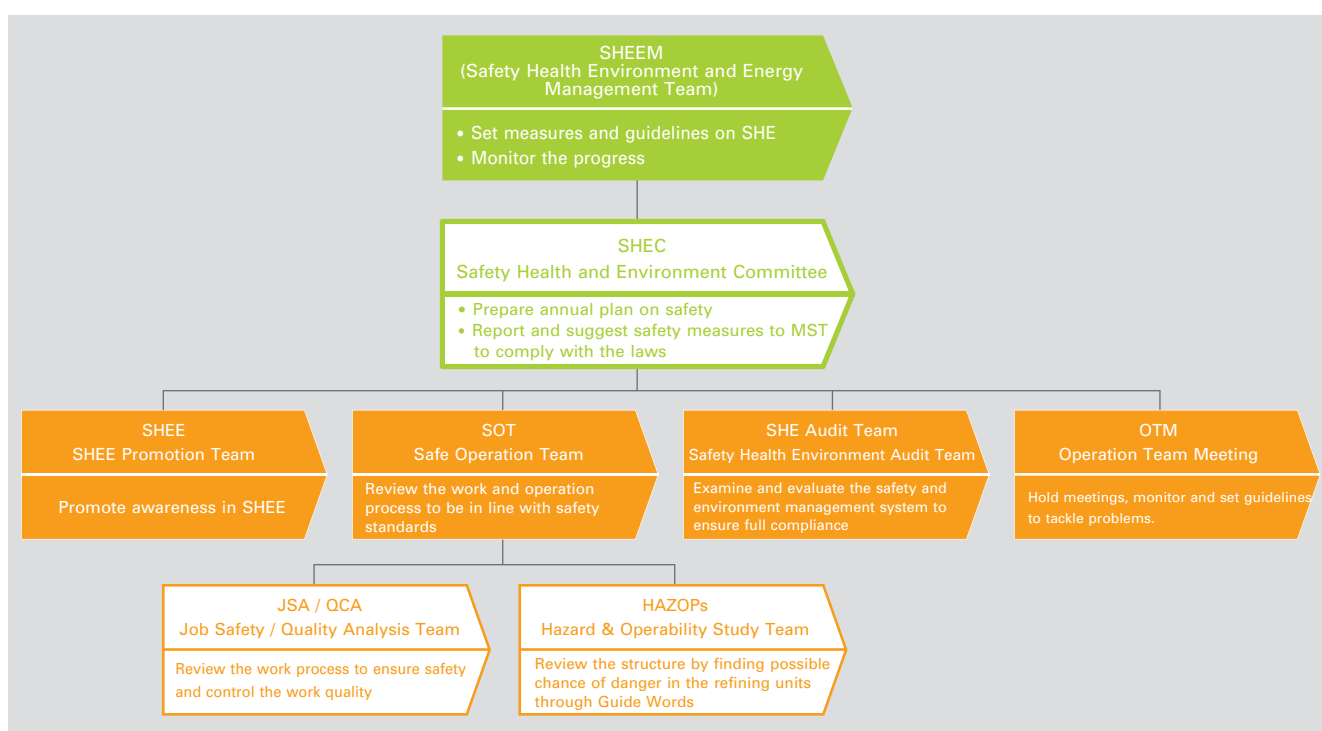 SHEEM
(Safety Health Environment and Energy
Management Team)
• Set measures and guidelines on SHE
• Monitor the progress
SHEC
Safety Health and Environment Committee
• Prepare annual plan on safety
• Report and suggest safety measures to MST
to comply with the laws
SHEE
SHEE Promotion Team
Promote awareness in SHEE
SOT
Safe Operation Team
Review the work and operation
process to be in line with safety
standards
SHE Audit Team
Safety Health Environment Audit Team
Examine and evaluate the safety and
environment management system to
ensure full compliance
OTM
Operation Team Meeting
Hold meetings, monitor and set guidelines
to tackle problems.
JSA / QCA
Job Safety / Quality Analysis Team
Review the work process to ensure safety
and control the work quality
HAZOPs
Hazard & Operability Study Team
Review the structure by finding possible
chance of danger in the refining units
through Guide Words